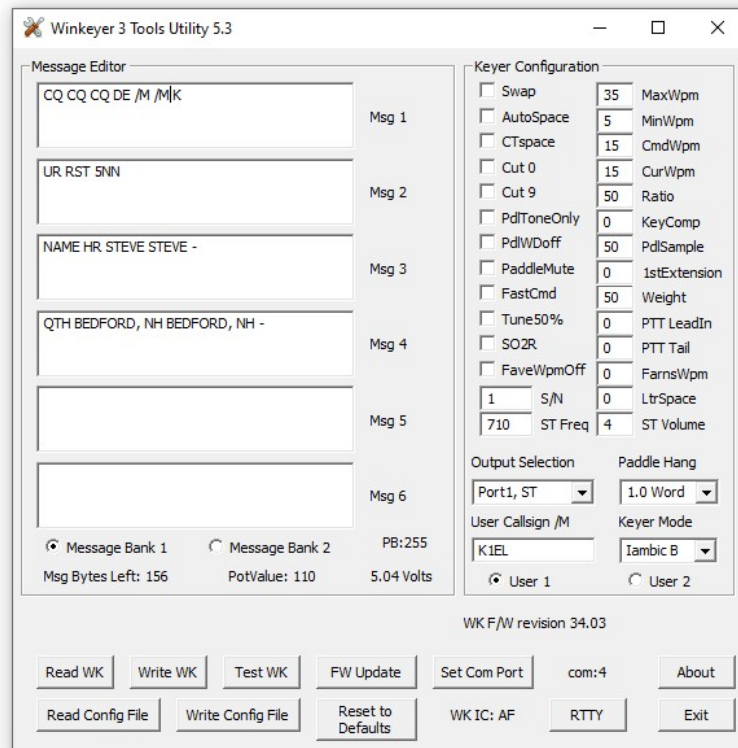 Winkeyer 3 Tools Utility 5.3
Message Editor
CQ CQ CQ DE /M /M K
Msg 1
UR RST 5NN
Msg 2
NAME HR STEVE STEVE -
Msg 3
QTH BEDFORD, NH BEDFORD, NH -
Msg 4
Msg 5
Msg 6
Message Bank 1 Message Bank 2 PB:255
Msg Bytes Left: 156 PotValue: 110 5.04 Volts
Keyer Configuration
Swap 35 MaxWpm
AutoSpace 5 MinWpm
CTspace 15 CmdWpm
Cut 0 15 CurWpm
Cut 9 50 Ratio
PdlToneOnly 0 KeyComp
PdlWDoff 50 PdlSample
PaddleMute 0 1stExtension
FastCmd 50 Weight
Tune50% 0 PTT LeadIn
SO2R 0 PTT Tail
FaveWpmOff 0 FarnsWpm
1 S/N 0 LtrSpace
710 ST Freq 4 ST Volume
Output Selection Paddle Hang
Port1, ST 1.0 Word
User Callsign /M Keyer Mode
K1EL Iambic B
User 1 User 2
WK F/W revision 34.03
Read WK Write WK Test WK FW Update Set Com Port com:4 About
Read Config File Write Config File Reset to Defaults WK IC: AF RTTY Exit